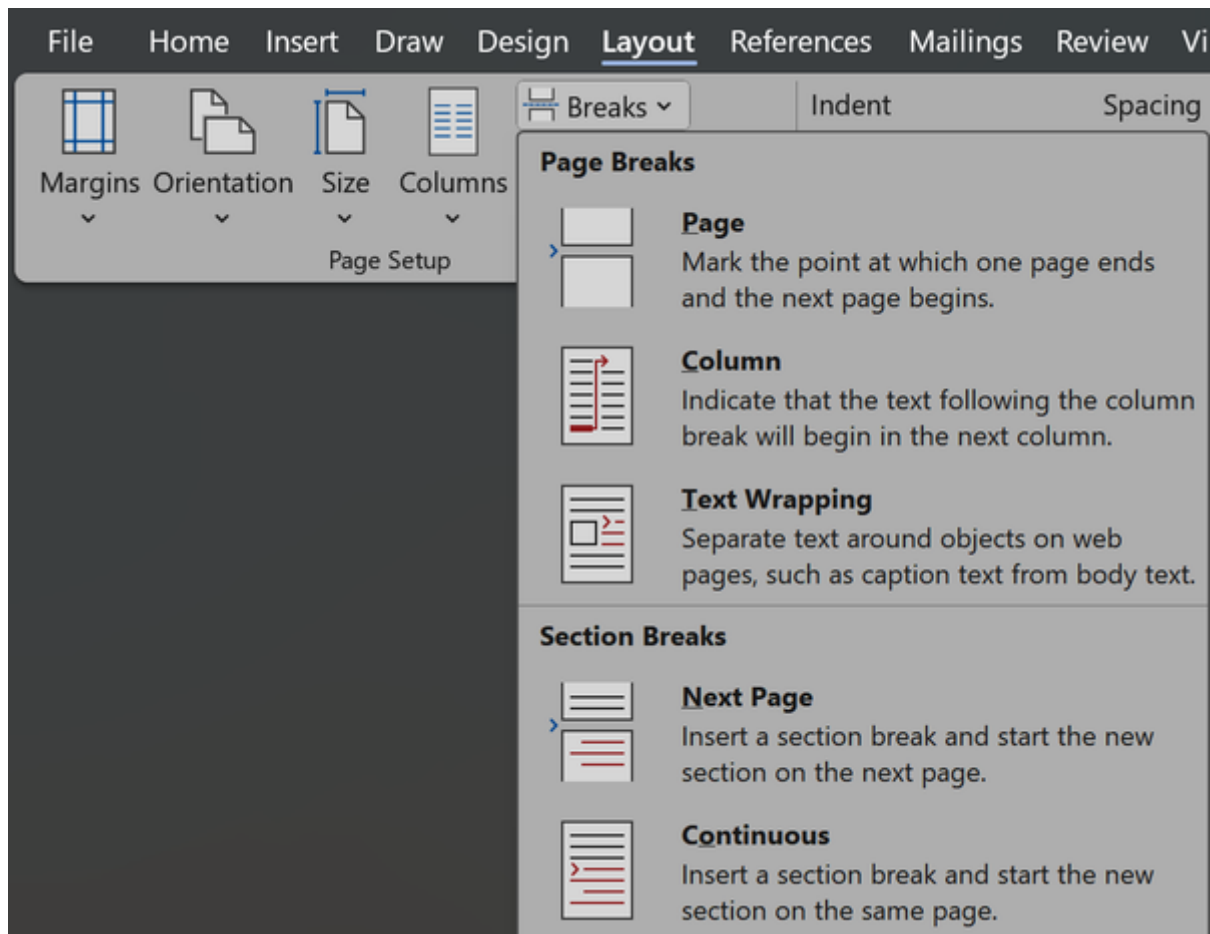 File Home Insert Draw Design Layout References Mailings Review Vi
Breaks Indent Spacing
Margins Orientation Size Columns
Page Setup
Page Breaks
Page
Mark the point at which one page ends
and the next page begins.
Column
Indicate that the text following the column
break will begin in the next column.
Text Wrapping
Separate text around objects on web
pages, such as caption text from body text.
Section Breaks
Next Page
Insert a section break and start the new
section on the next page.
Continuous
Insert a section break and start the new
section on the same page.